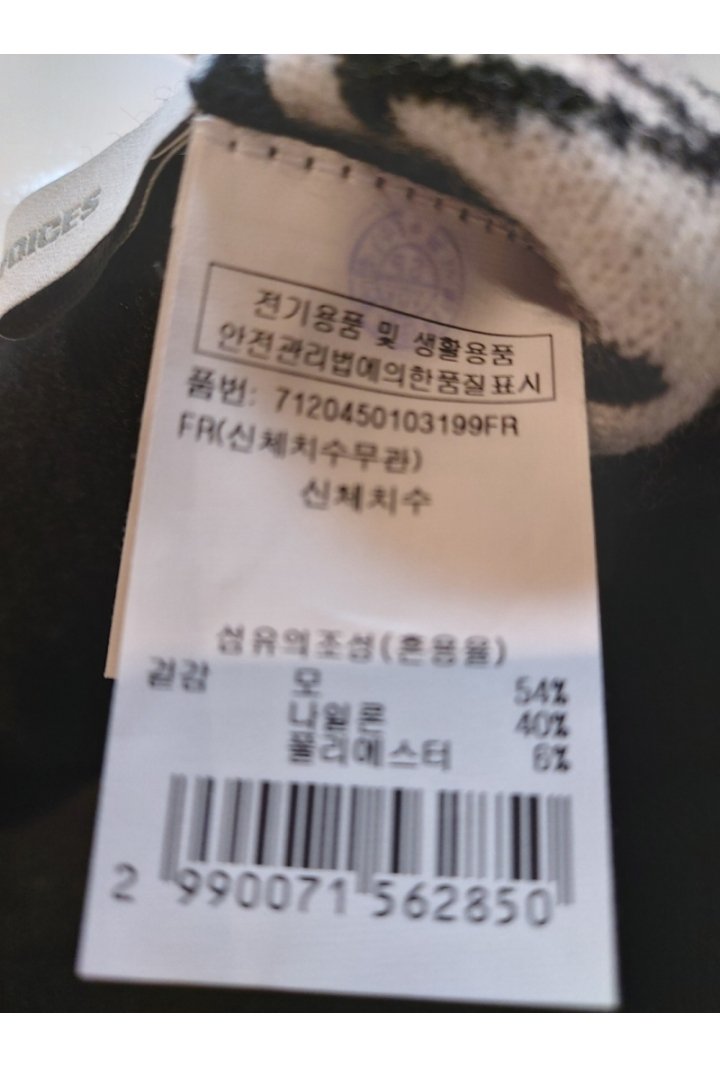 VOICES
전기용품 및 생활용품
안전관리법에의한품질표시
품번: 7120450103199FR
FR(신체치수무관)
신체치수
섬유의조성(혼용율)
겉감 모 54%
나일론 40%
폴리에스터 6%
2 990071 562850